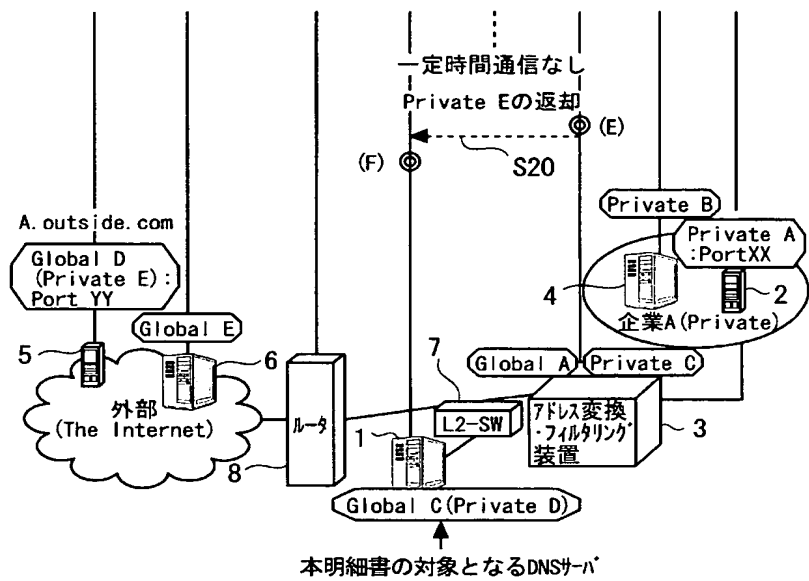 一定時間通信なし
Private Eの返却
(E)
(F)
S20
A.outside.com
Global D
(Private E):
Port YY
Private B
Private A
:PortXX
4
2
企業A(Private)
Global E
5
6
Global A
Private C
7
外部
(The Internet)
ルータ
1
L2-SW
アドレス変換
・フィルタリング
装置
3
8
Global C(Private D)
本明細書の対象となるDNSサーバ